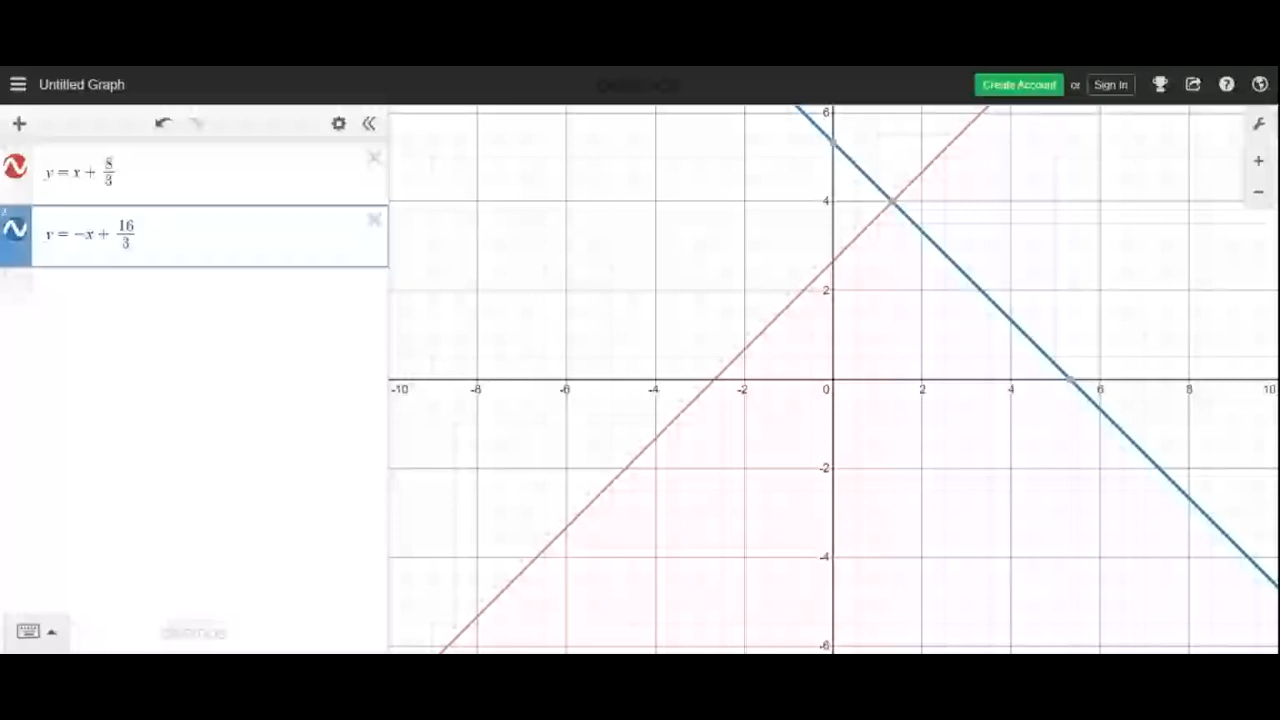 Untitled Graph
Create Account or Sign In
y = x + 8/3
2
y = −x + 16/3
6
4
2
-10 -8 -6 -4 -2 0 2 4 6 8 10
-2
-4
-6